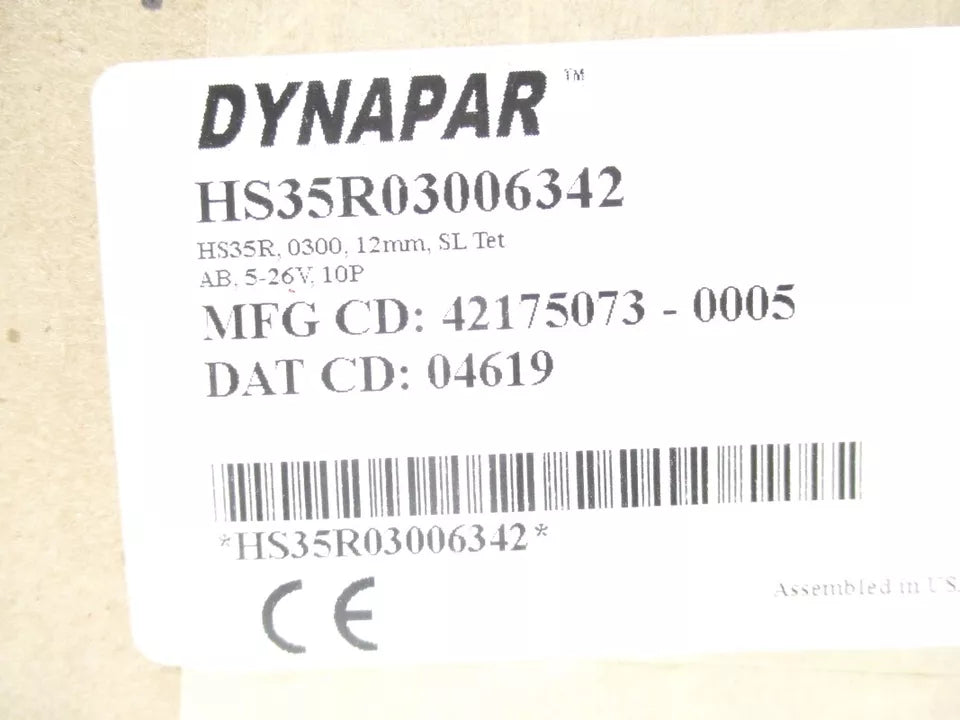 DYNAPAR™
HS35R03006342
HS35R, 0300, 12mm, SL Tet
AB, 5-26V, 10P
MFG CD: 42175073 - 0005
DAT CD: 04619
*HS35R03006342*
CE
Assembled in USA